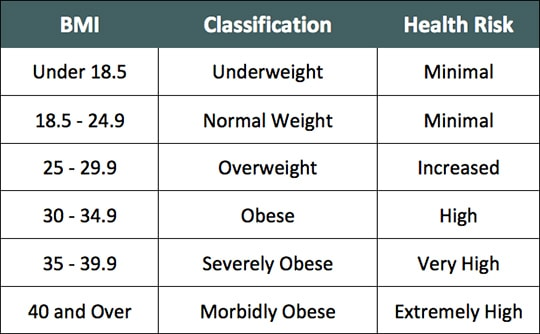 BMI Classification Health Risk
Under 18.5 Underweight Minimal
18.5 - 24.9 Normal Weight Minimal
25 - 29.9 Overweight Increased
30 - 34.9 Obese High
35 - 39.9 Severely Obese Very High
40 and Over Morbidly Obese Extremely High